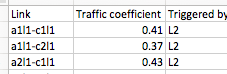 Link Traffic coefficient Triggered by
a1l1-c1l1 0.41 L2
a1l1-c2l1 0.37 L2
a2l1-c1l1 0.43 L2